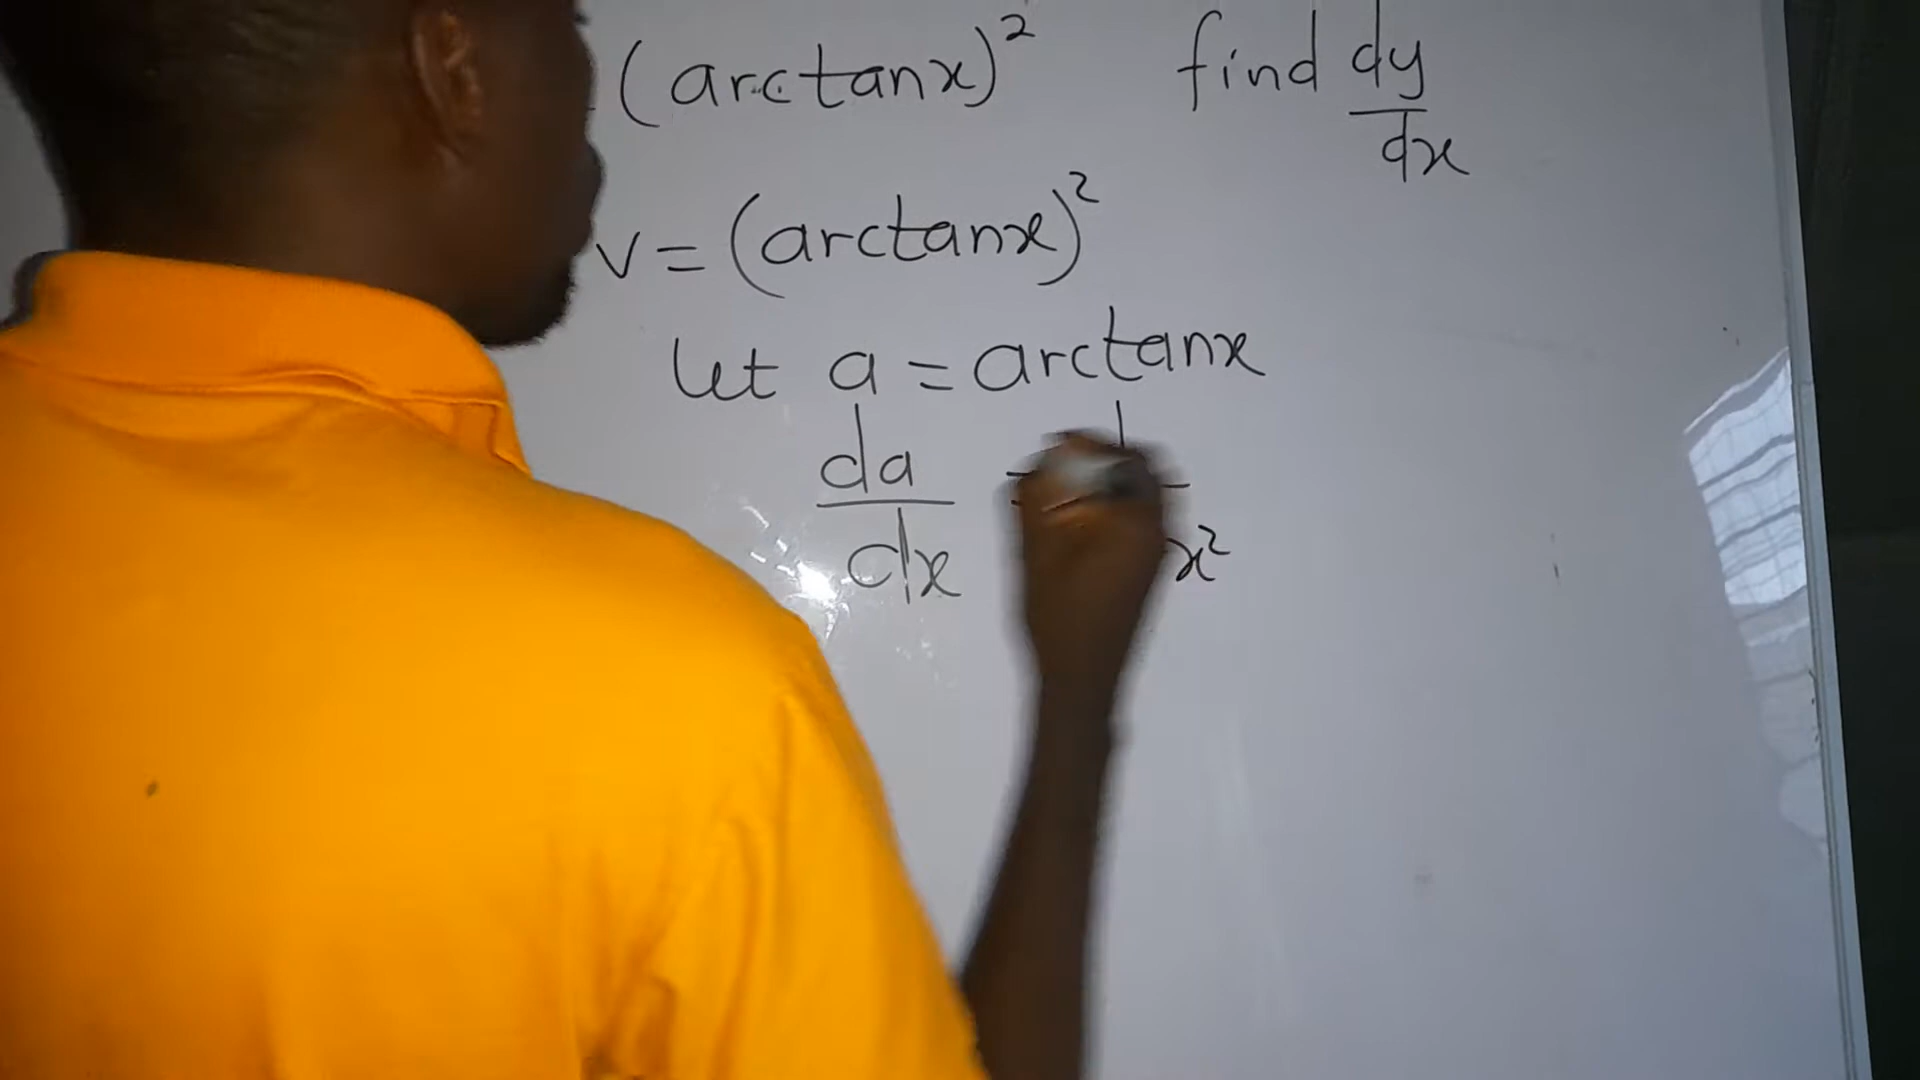 (arctanx)² find dy/dx
v = (arctanx)²
let a = arctanx
da/dx = 1/ x²